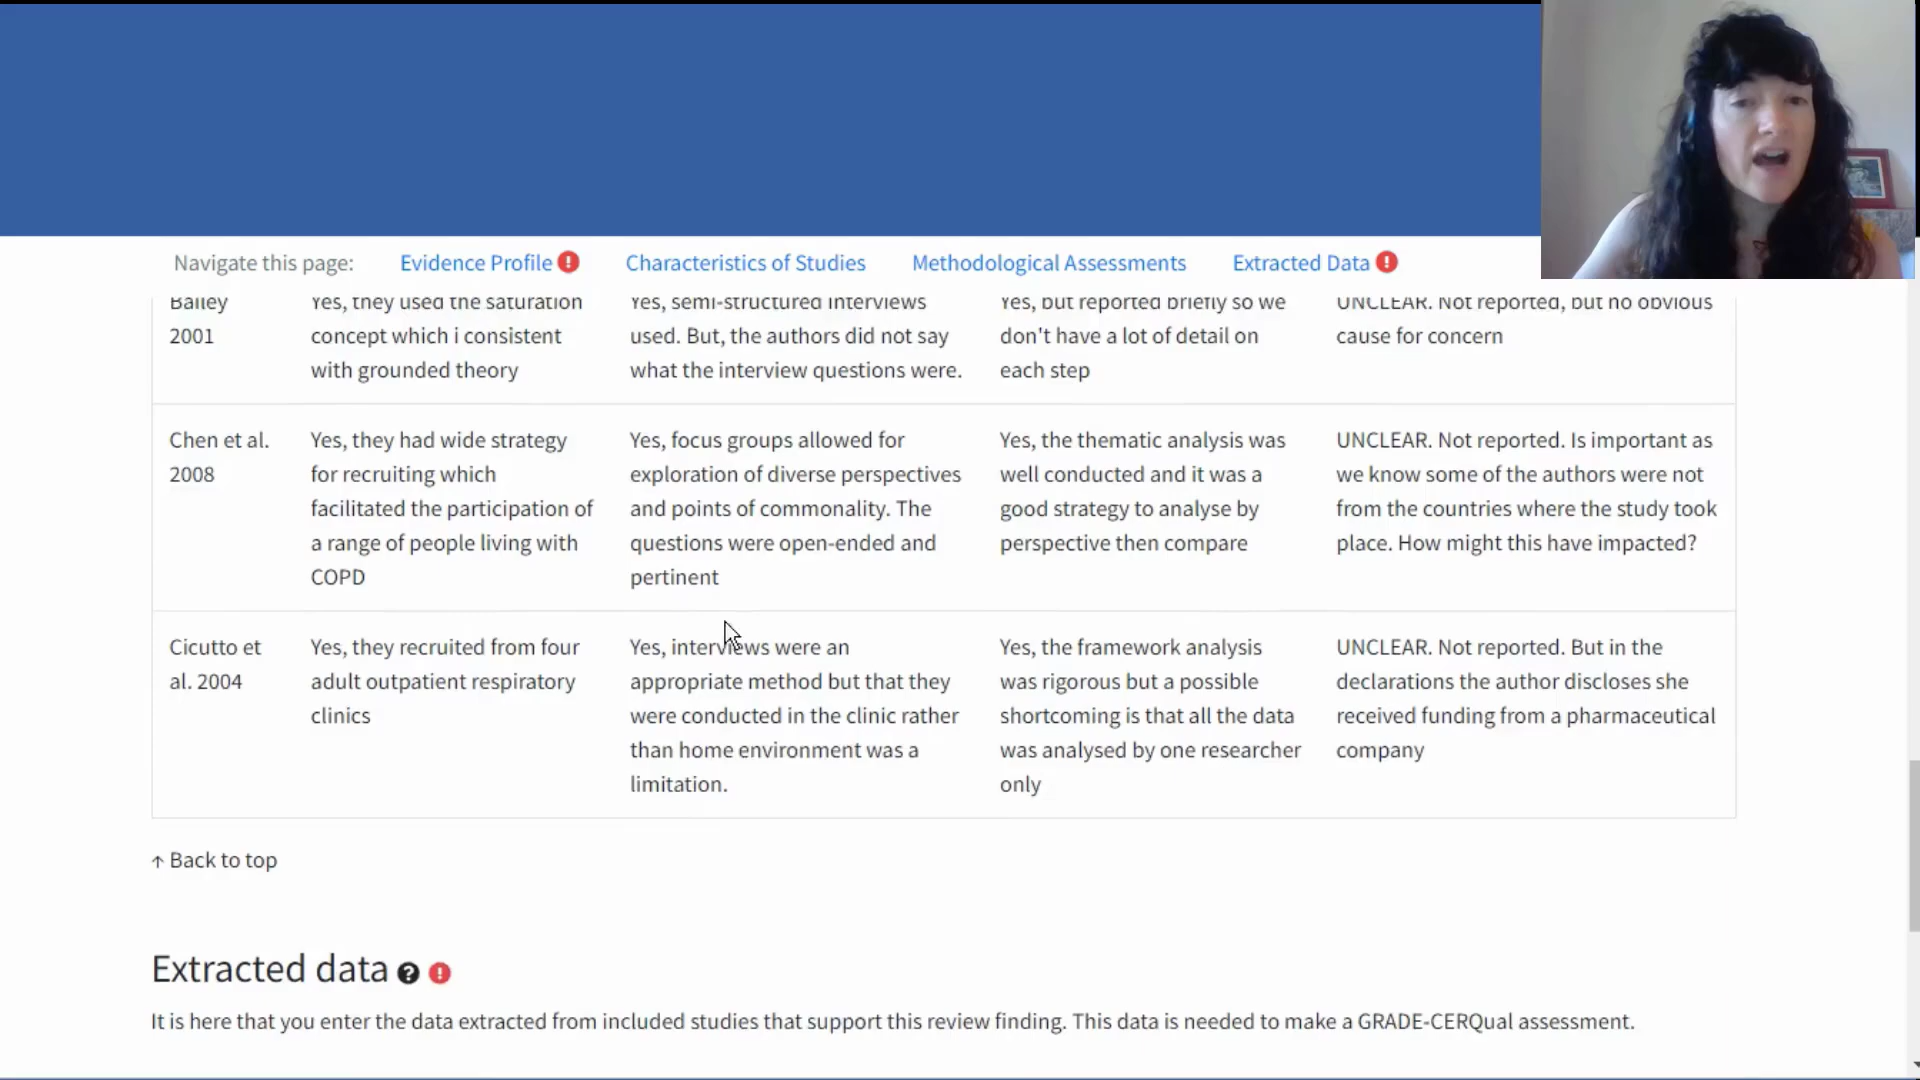 Navigate this page: Evidence Profile Characteristics of Studies Methodological Assessments Extracted Data
Bailey
2001
Yes, they used the saturation
concept which i consistent
with grounded theory
Yes, semi-structured interviews
used. But, the authors did not say
what the interview questions were.
Yes, but reported briefly so we
don't have a lot of detail on
each step
UNCLEAR. Not reported, but no obvious
cause for concern
Chen et al.
2008
Yes, they had wide strategy
for recruiting which
facilitated the participation of
a range of people living with
COPD
Yes, focus groups allowed for
exploration of diverse perspectives
and points of commonality. The
questions were open-ended and
pertinent
Yes, the thematic analysis was
well conducted and it was a
good strategy to analyse by
perspective then compare
UNCLEAR. Not reported. Is important as
we know some of the authors were not
from the countries where the study took
place. How might this have impacted?
Cicutto et
al. 2004
Yes, they recruited from four
adult outpatient respiratory
clinics
Yes, interviews were an
appropriate method but that they
were conducted in the clinic rather
than home environment was a
limitation.
Yes, the framework analysis
was rigorous but a possible
shortcoming is that all the data
was analysed by one researcher
only
UNCLEAR. Not reported. But in the
declarations the author discloses she
received funding from a pharmaceutical
company
↑ Back to top
Extracted data
It is here that you enter the data extracted from included studies that support this review finding. This data is needed to make a GRADE-CERQual assessment.